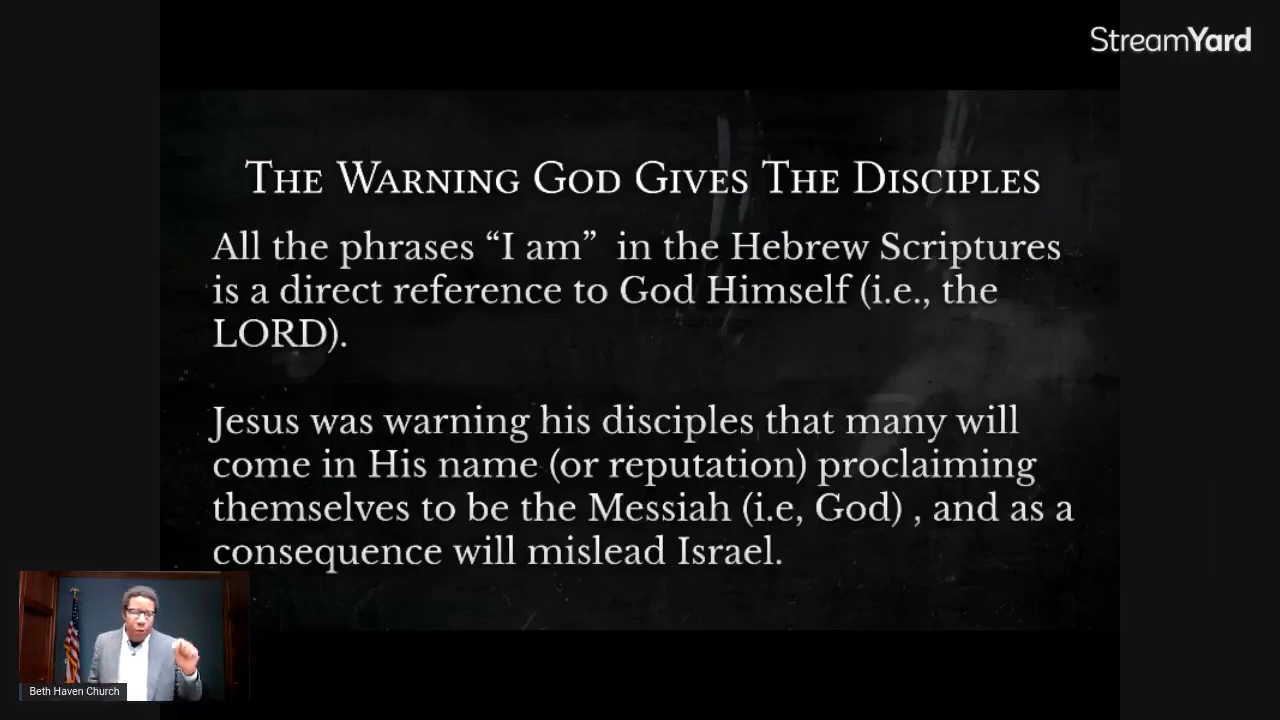 StreamYard
The Warning God Gives The Disciples
All the phrases “I am”  in the Hebrew Scriptures
is a direct reference to God Himself (i.e., the
LORD).
Jesus was warning his disciples that many will
come in His name (or reputation) proclaiming
themselves to be the Messiah (i.e, God) , and as a
consequence will mislead Israel.
Beth Haven Church